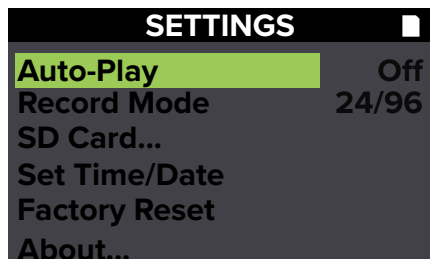 SETTINGS
Auto-Play Off
Record Mode 24/96
SD Card...
Set Time/Date
Factory Reset
About...